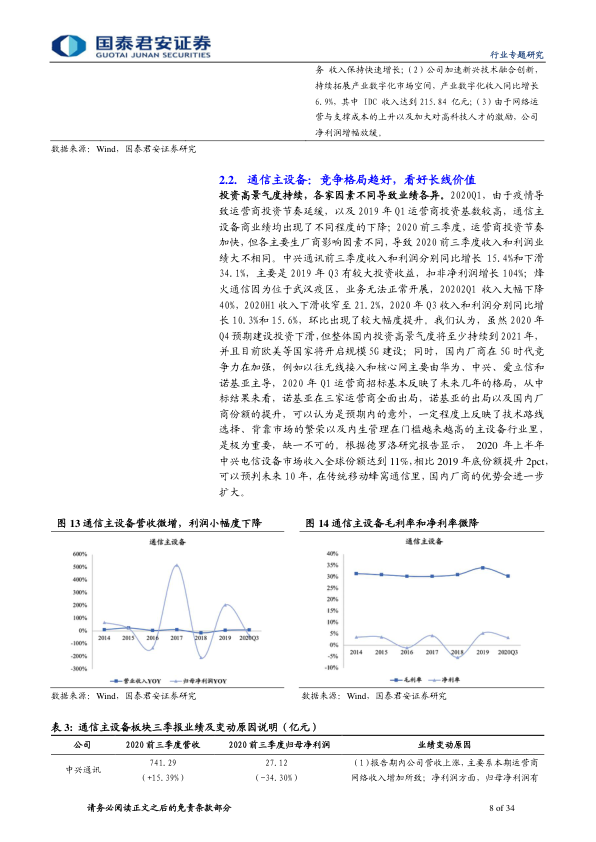 国泰君安证券
GUOTAI JUNAN SECURITIES
行业专题研究
务 收入保持快速增长；（2）公司加速新兴技术融合创新，
持续拓展产业数字化市场空间，产业数字化收入同比增长
6.9%，其中 IDC 收入达到 215.84 亿元；（3）由于网络运
营与支撑成本的上升以及加大对高科技人才的激励，公司
净利润增幅放缓。
数据来源：Wind，国泰君安证券研究
2.2. 通信主设备：竞争格局趋好，看好长线价值
投资高景气度持续，各家因素不同导致业绩各异。2020Q1，由于疫情导
致运营商投资节奏延缓，以及 2019 年 Q1 运营商投资基数较高，通信主
设备商业绩均出现了不同程度的下降；2020 前三季度，运营商投资节奏
加快，但各主要生厂商影响因素不同，导致 2020 前三季度收入和利润业
绩大不相同。中兴通讯前三季度收入和利润分别同比增长 15.4%和下滑
34.1%，主要是 2019 年 Q3 有较大投资收益，扣非净利润增长 104%；烽
火通信因为位于武汉疫区，业务无法正常开展，2020Q1 收入大幅下降
40%，2020H1 收入下滑收窄至 21.2%，2020 年 Q3 收入和利润分别同比增
长 10.3%和 15.6%，环比出现了较大幅度提升。我们认为，虽然 2020 年
Q4 预期建设投资下滑，但整体国内投资高景气度将至少持续到 2021 年，
并且目前欧美等国家将开启规模 5G 建设；同时，国内厂商在 5G 时代竞
争力在加强，例如以往无线接入和核心网主要由华为、中兴、爱立信和
诺基亚主导，2020 年 Q1 运营商招标基本反映了未来几年的格局，从中
标结果来看，诺基亚在三家运营商全面出局，诺基亚的出局以及国内厂
商份额的提升，可以认为是预期内的意外，一定程度上反映了技术路线
选择、背靠市场的繁荣以及内生管理在门槛越来越高的主设备行业里，
是极为重要，缺一不可的。根据德罗洛研究报告显示， 2020 年上半年
中兴电信设备市场收入全球份额达到 11%，相比 2019 年底份额提升 2pct，
可以预判未来 10 年，在传统移动蜂窝通信里，国内厂商的优势会进一步
扩大。
图 13 通信主设备营收微增，利润小幅度下降
图 14 通信主设备毛利率和净利率微降
通信主设备
600%
500%
400%
300%
200%
100%
0%
-100%
-200%
-300%
2014 2015 2016 2017 2018 2019 2020Q3
营业收入YOY 归母净利润YOY
通信主设备
40%
35%
30%
25%
20%
15%
10%
5%
0%
-5%
-10%
2014 2015 2016 2017 2018 2019 2020Q3
毛利率 净利率
数据来源：Wind，国泰君安证券研究
数据来源：Wind，国泰君安证券研究
表 3：通信主设备板块三季报业绩及变动原因说明（亿元）
公司 2020 前三季度营收 2020 前三季度归母净利润 业绩变动原因
中兴通讯
741.29 27.12 （1）报告期内公司营收上涨，主要系本期运营商
（+15.39%） （-34.30%） 网络收入增加所致；净利润方面，归母净利润有
请务必阅读正文之后的免责条款部分
8 of 34